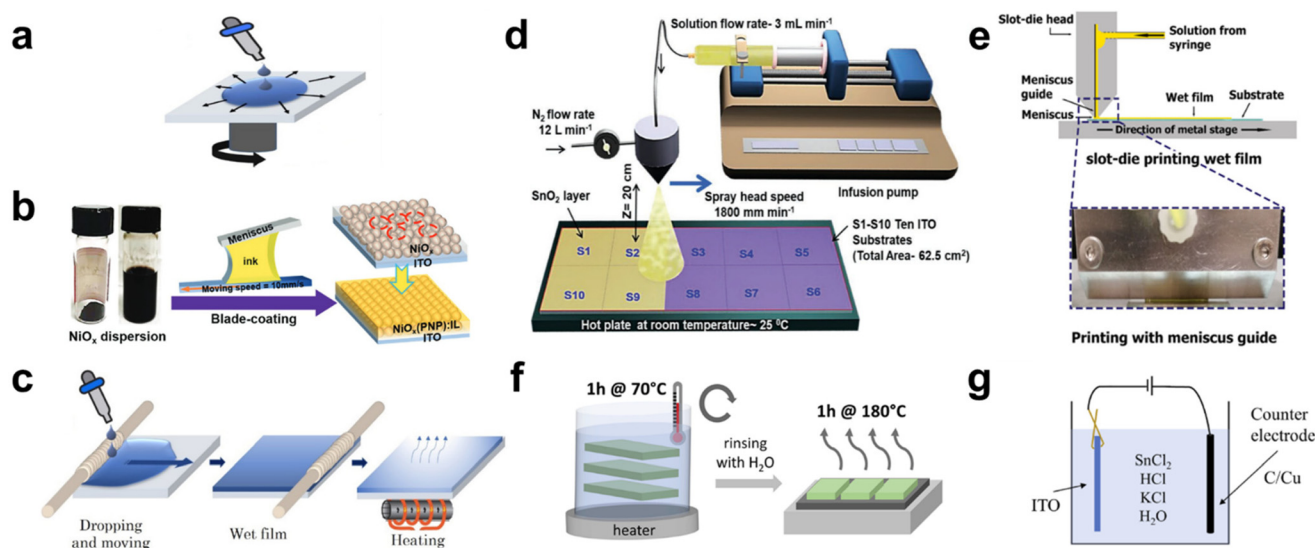 a
b
Meniscus
ink
Moving speed = 10mm/s
NiOₓ dispersion
Blade-coating
NiOₓ
ITO
NiOₓ(PNP):IL
ITO
c
Dropping
and moving
Wet film
Heating
d
Solution flow rate- 3 mL min⁻¹
N₂ flow rate
12 L min⁻¹
Infusion pump
SnO₂ layer
Z= 20 cm
Spray head speed
1800 mm min⁻¹
S1-S10 Ten ITO
Substrates
(Total Area- 62.5 cm²)
S1 S2 S3 S4 S5
S10 S9 S8 S7 S6
Hot plate at room temperature~ 25 ⁰C
e
Slot-die head
Solution from
syringe
Meniscus
guide
Wet film
Substrate
Meniscus
Direction of metal stage
slot-die printing wet film
Printing with meniscus guide
f
1h @ 70°C
rinsing
with H₂O
1h @ 180°C
heater
g
ITO
SnCl₂
HCl
KCl
H₂O
Counter
electrode
C/Cu